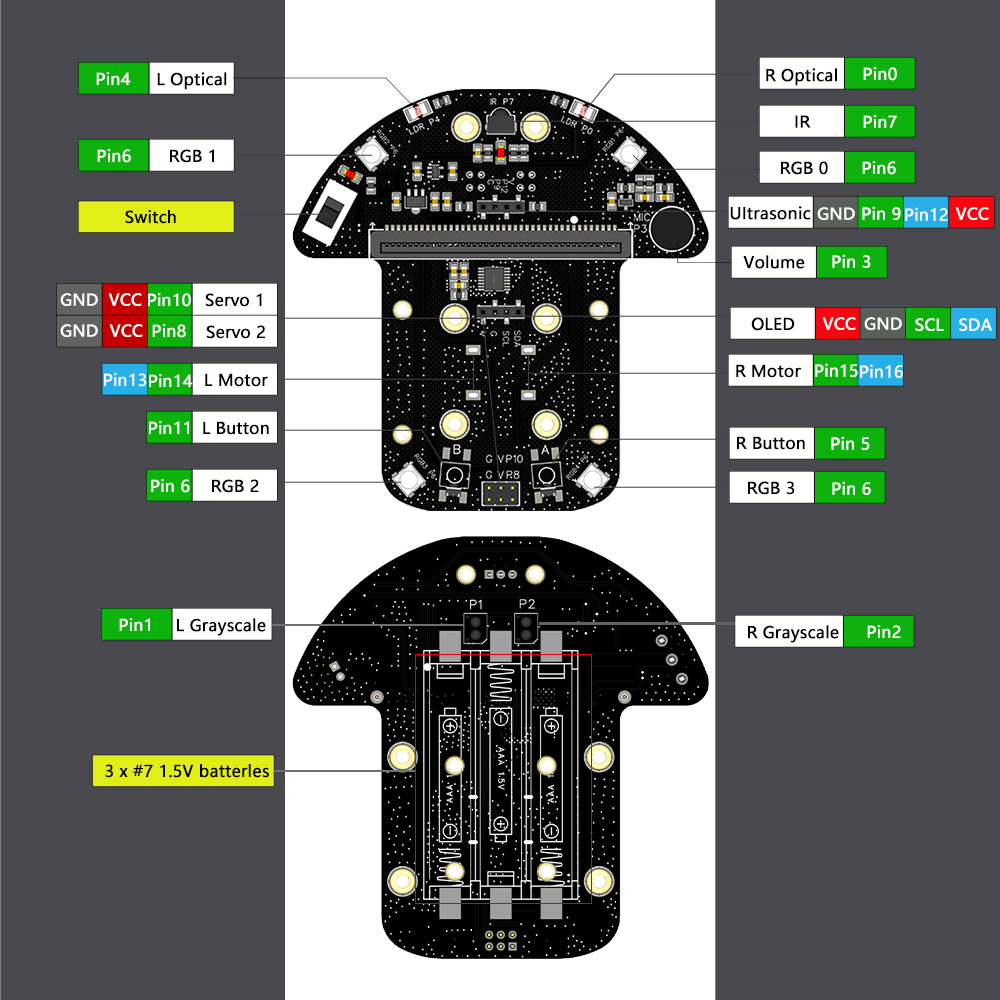 Pin4 L Optical
R Optical Pin0
IR P7
LDR P4
LDR P0
IR Pin7
Pin6 RGB 1
RGB 0 Pin6
Switch
Ultrasonic GND Pin 9 Pin12 VCC
MIC
P3
Volume Pin 3
GND VCC Pin10 Servo 1
GND VCC Pin8 Servo 2
OLED VCC GND SCL SDA
G
SCL
SDA
Pin13 Pin14 L Motor
R Motor Pin15 Pin16
Pin11 L Button
R Button Pin 5
B
A
G V P10
G V P8
Pin 6 RGB 2
RGB 3 Pin 6
P1 P2
Pin1 L Grayscale
R Grayscale Pin2
3 x #7 1.5V batterles
AAA 1.5V
AAA
AAA